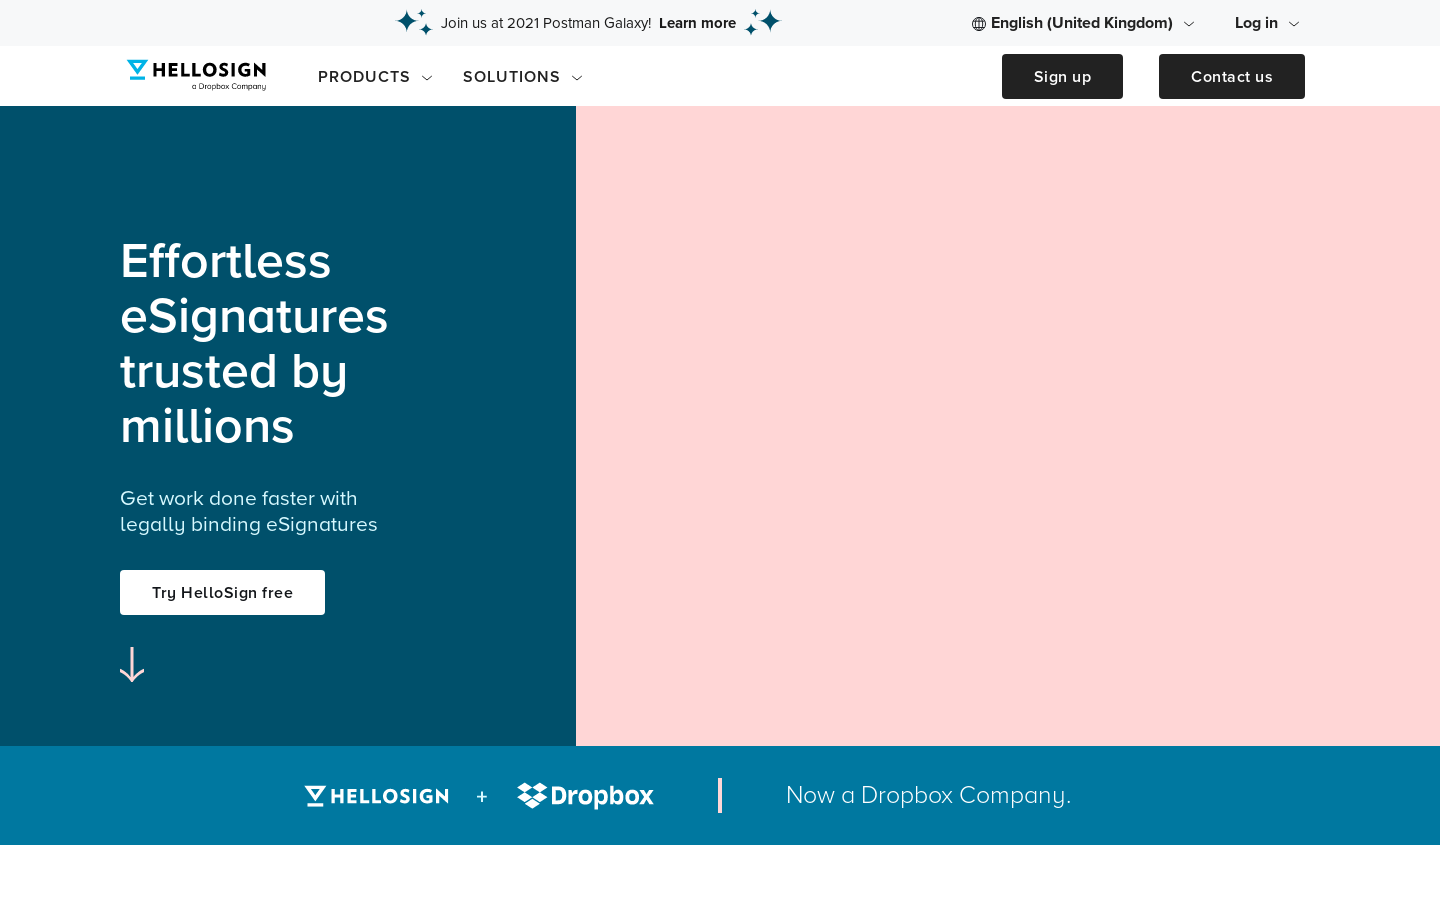 Join us at 2021 Postman Galaxy! Learn more
English (United Kingdom)
Log in
HELLOSIGN
a Dropbox Company
PRODUCTS
SOLUTIONS
Sign up
Contact us
Effortless
eSignatures
trusted by
millions
Get work done faster with
legally binding eSignatures
Try HelloSign free
HELLOSIGN + Dropbox
Now a Dropbox Company.